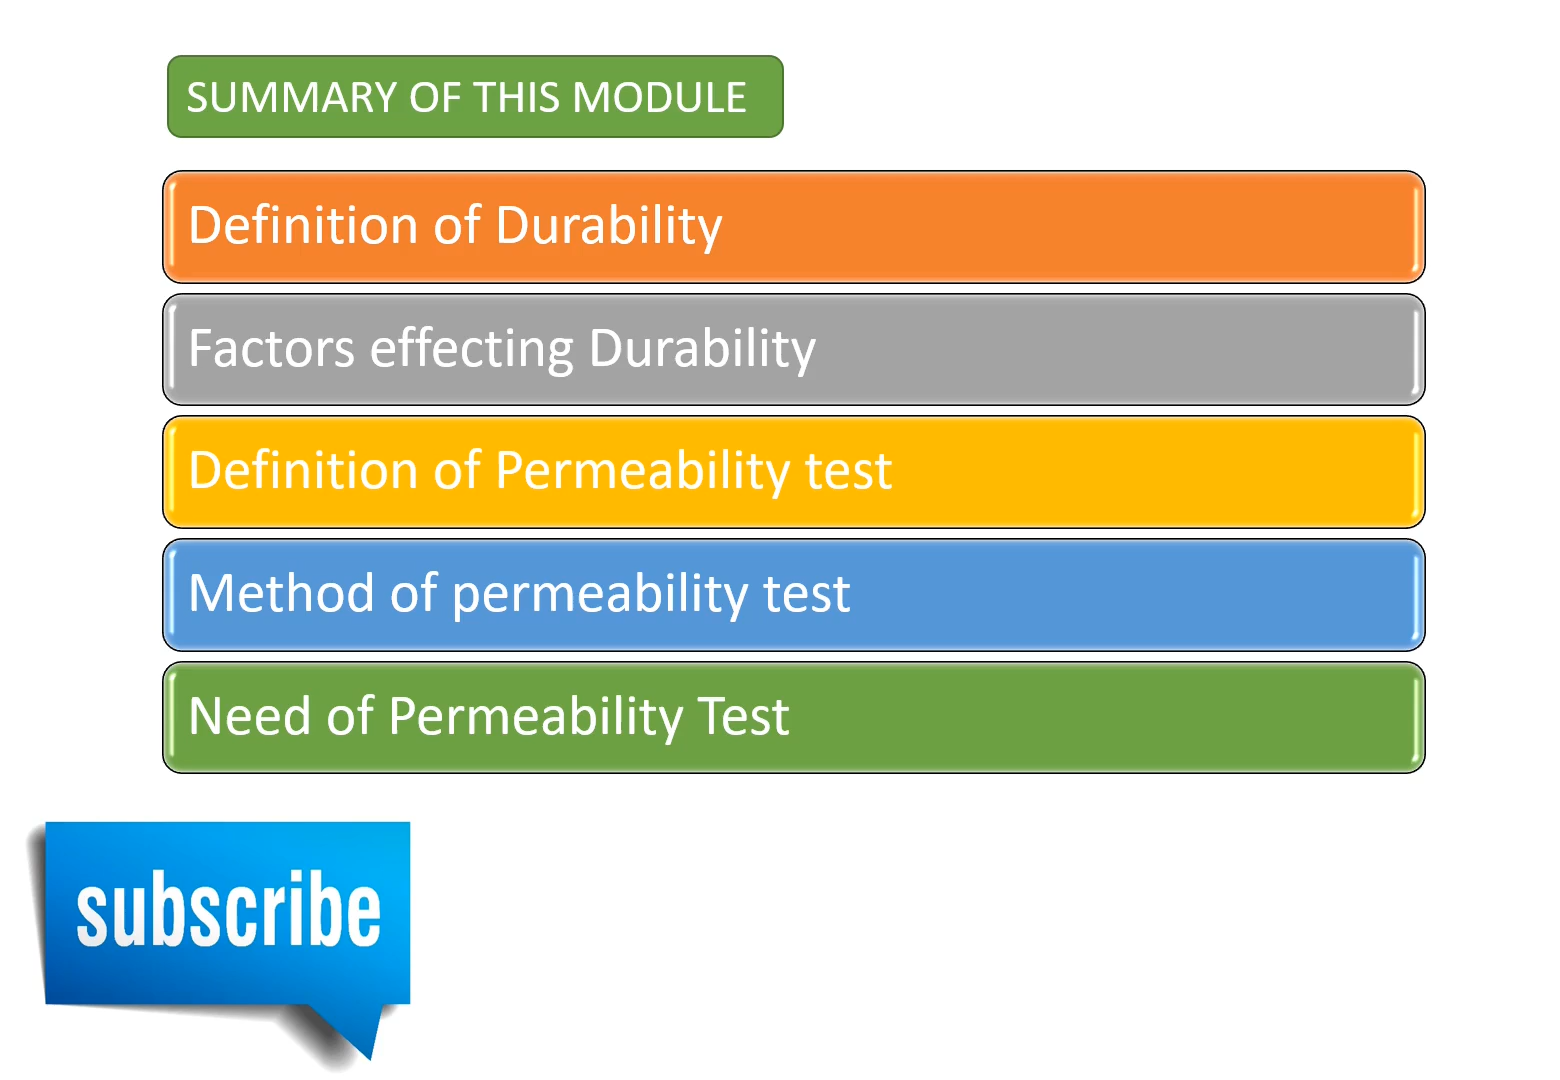 SUMMARY OF THIS MODULE
Definition of Durability
Factors effecting Durability
Definition of Permeability test
Method of permeability test
Need of Permeability Test
subscribe